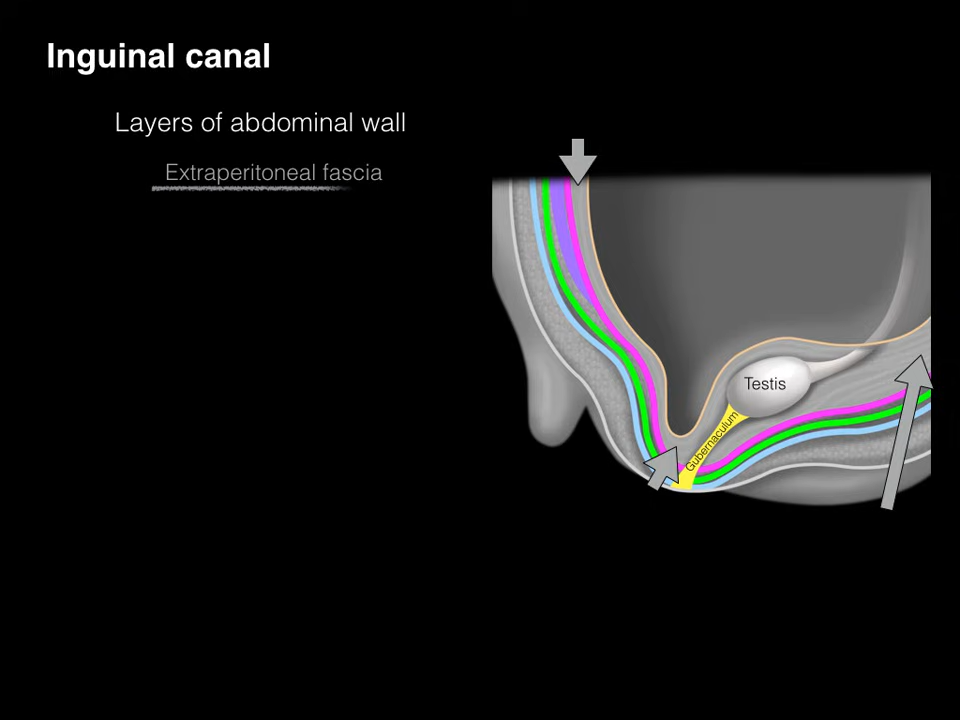 Inguinal canal
Layers of abdominal wall
Extraperitoneal fascia
Testis
Gubernaculum